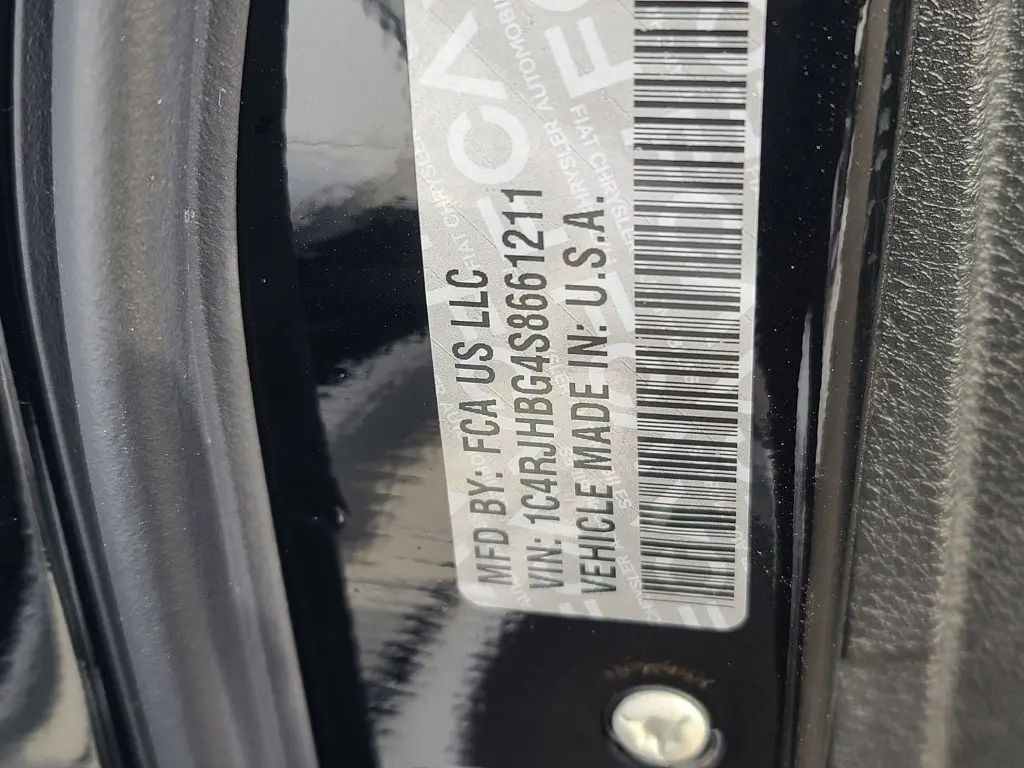 MFD BY: FCA US LLC
VIN: 1C4RJHBG4S8661211
VEHICLE MADE IN: U.S.A.